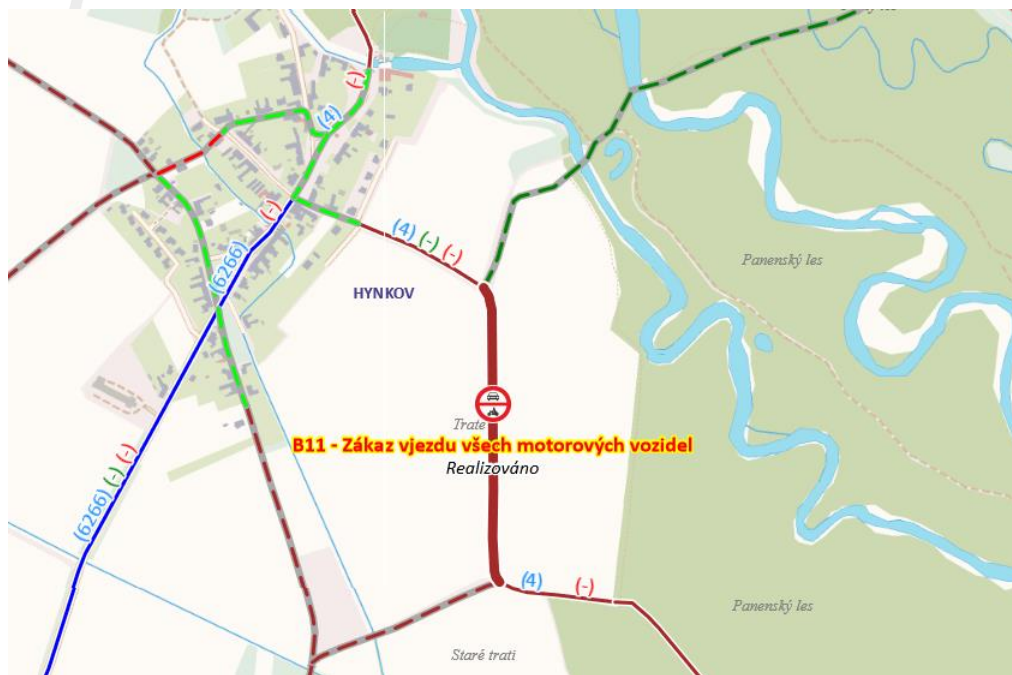 (-)
(4)
(-)
(6266)
(4) (-) (-)
HYNKOV
Panenský les
Trate
B11 - Zákaz vjezdu všech motorových vozidel
Realizováno
(6266) (-) (-)
(4) (-)
Panenský les
Staré trati